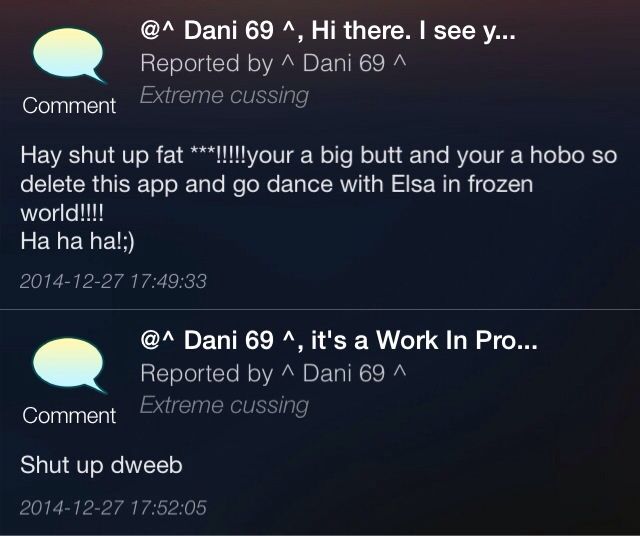 @^ Dani 69 ^, Hi there. I see y...
Reported by ^ Dani 69 ^
Comment
Extreme cussing
Hay shut up fat ***!!!!!your a big butt and your a hobo so
delete this app and go dance with Elsa in frozen
world!!!!
Ha ha ha!;)
2014-12-27 17:49:33
@^ Dani 69 ^, it's a Work In Pro...
Reported by ^ Dani 69 ^
Comment
Extreme cussing
Shut up dweeb
2014-12-27 17:52:05